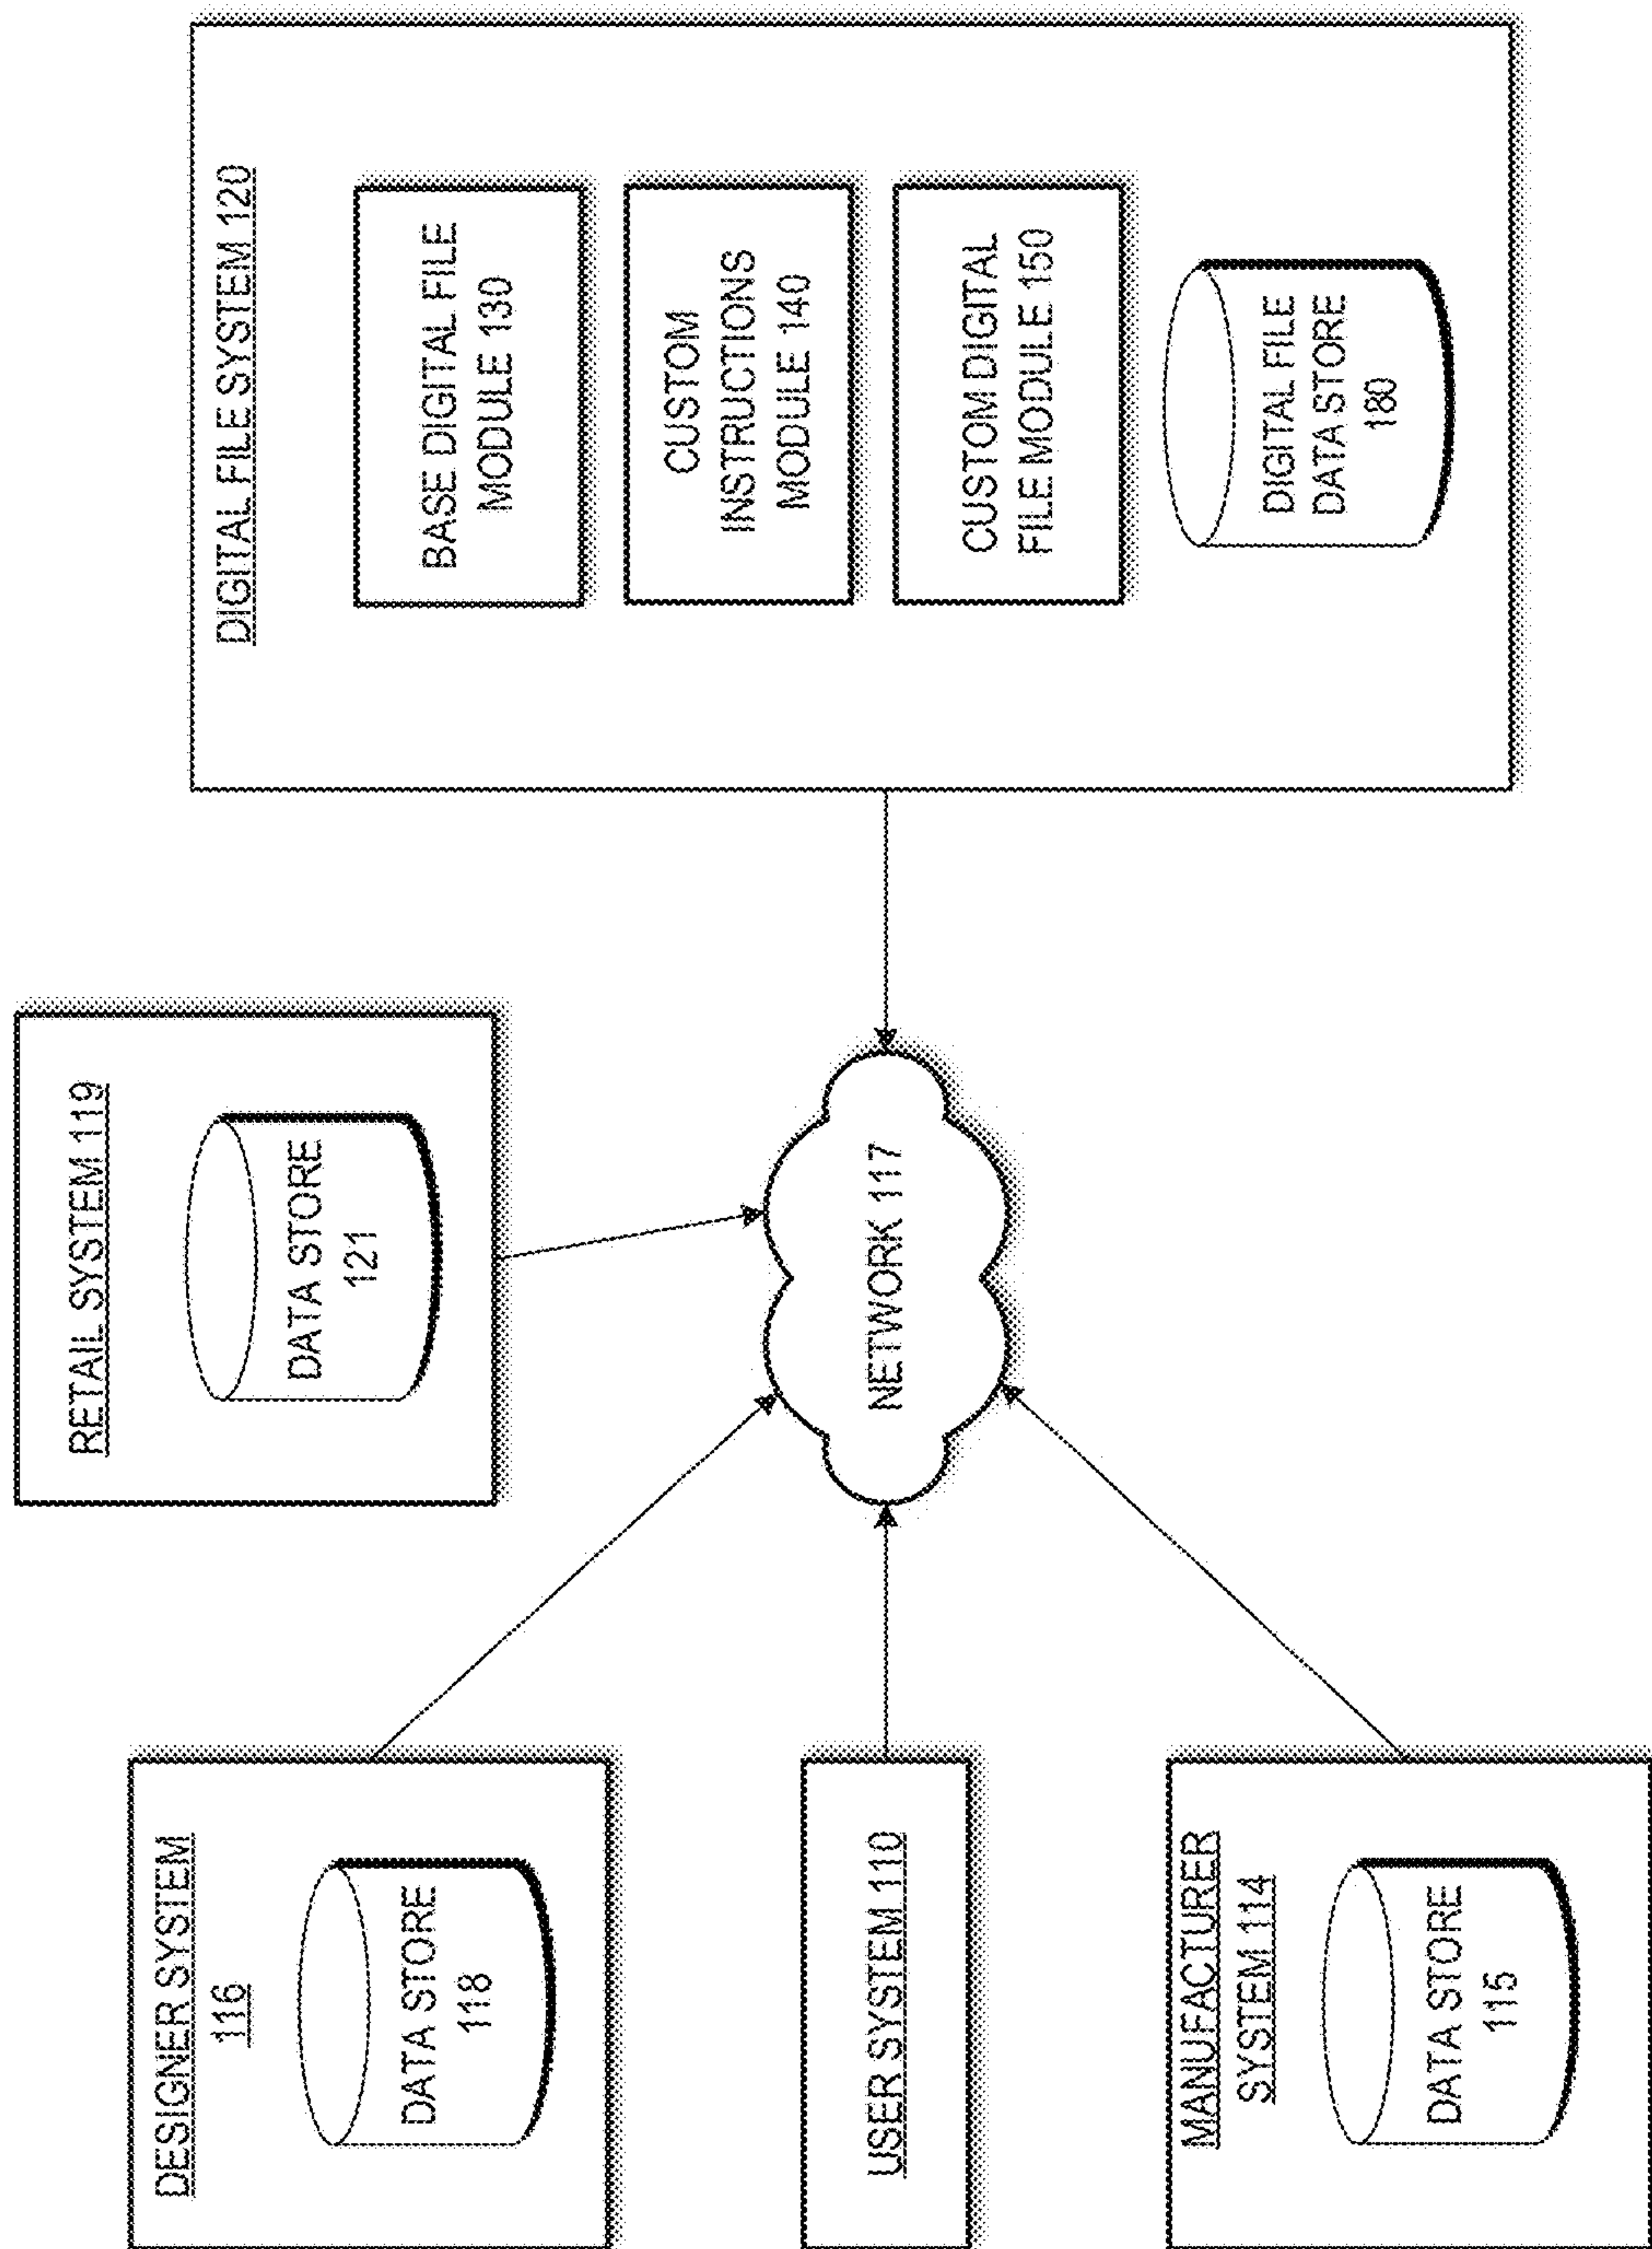 RETAIL SYSTEM 119
DATA STORE
121
DESIGNER SYSTEM
116
DATA STORE
118
USER SYSTEM 110
MANUFACTURER
SYSTEM 114
DATA STORE
115
NETWORK 117
DIGITAL FILE SYSTEM 120
BASE DIGITAL FILE
MODULE 130
CUSTOM
INSTRUCTIONS
MODULE 140
CUSTOM DIGITAL
FILE MODULE 150
DIGITAL FILE
DATA STORE
180